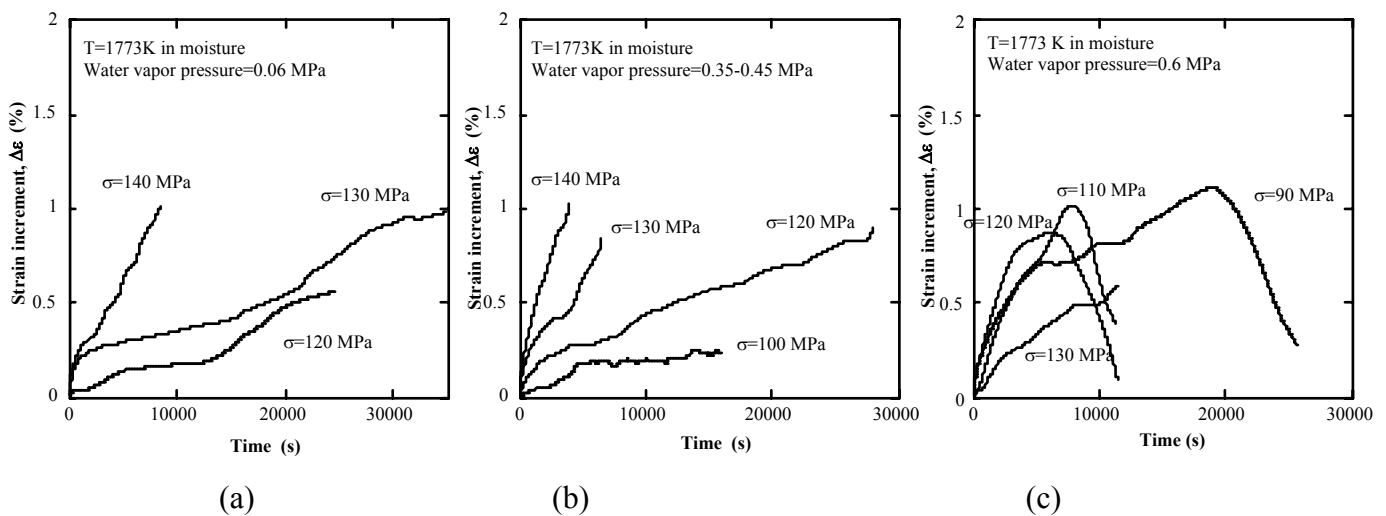 2
1.5
1
0.5
0
0 10000 20000 30000
Strain increment, Δε (%)
Time (s)
T=1773K in moisture
Water vapor pressure=0.06 MPa
σ=140 MPa
σ=130 MPa
σ=120 MPa
(a)
2
1.5
1
0.5
0
0 10000 20000 30000
Strain increment, Δε (%)
Time (s)
T=1773K in moisture
Water vapor pressure=0.35-0.45 MPa
σ=140 MPa
σ=130 MPa
σ=120 MPa
σ=100 MPa
(b)
2
1.5
1
0.5
0
0 10000 20000 30000
Strain increment, Δε (%)
Time (s)
T=1773 K in moisture
Water vapor pressure=0.6 MPa
σ=110 MPa
σ=90 MPa
σ=120 MPa
σ=130 MPa
(c)